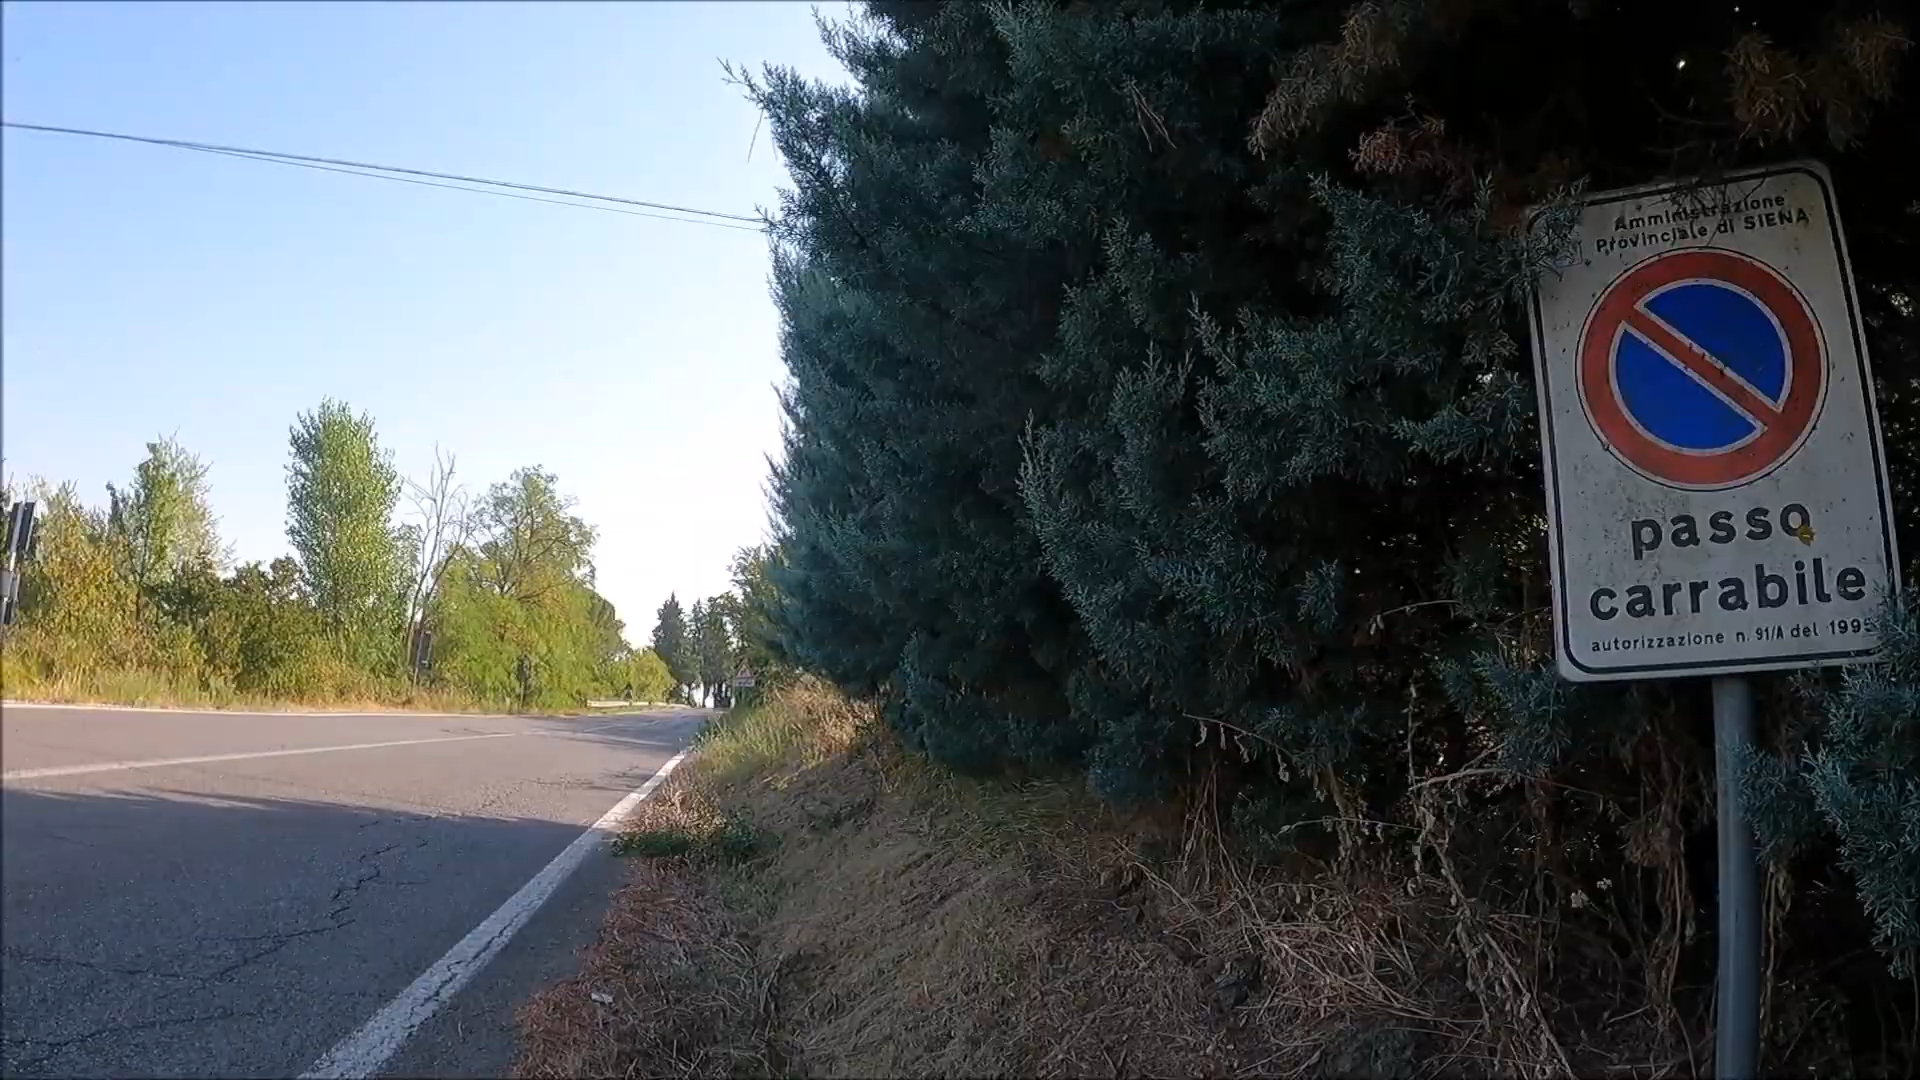 Amministrazione
Provinciale di SIENA
passo
carrabile
autorizzazione n. 91/A del 1995